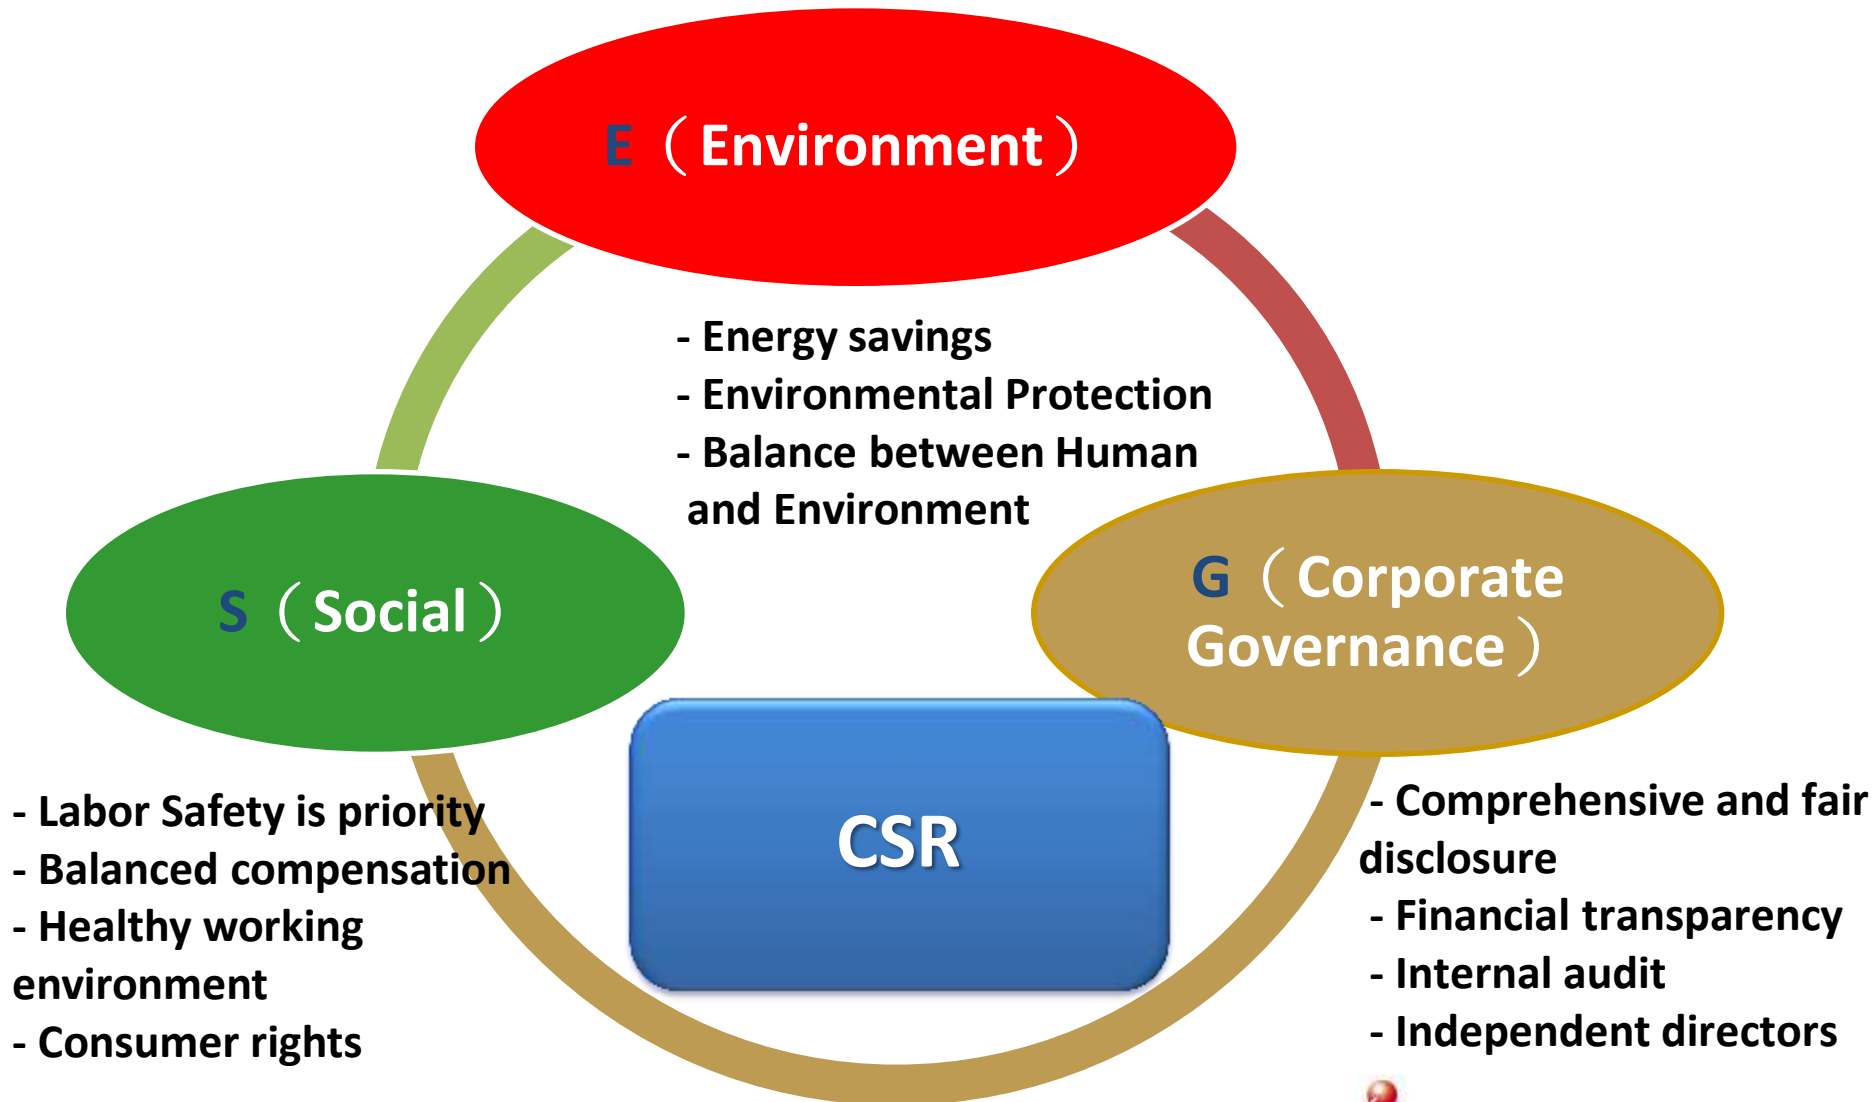 E（Environment）
- Energy savings
- Environmental Protection
- Balance between Human
and Environment
S（Social）
G（Corporate
Governance）
CSR
- Labor Safety is priority
- Balanced compensation
- Healthy working
environment
- Consumer rights
- Comprehensive and fair
disclosure
- Financial transparency
- Internal audit
- Independent directors